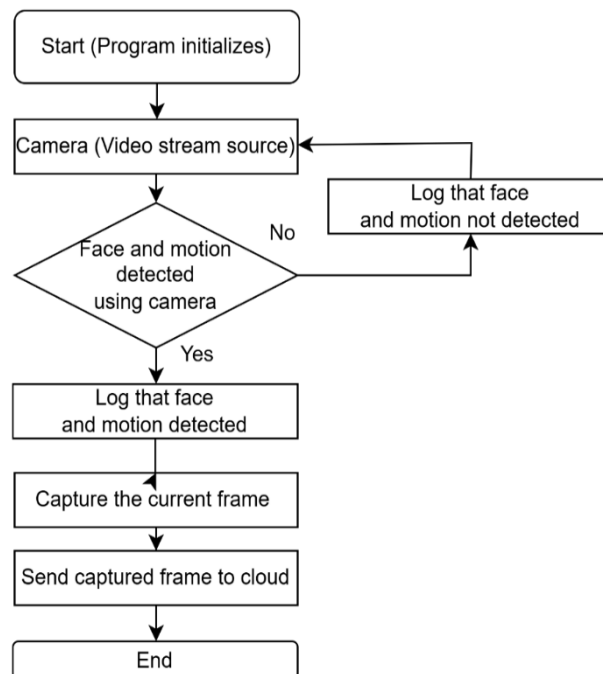 Start (Program initializes)
Camera (Video stream source)
Log that face
and motion not detected
No
Face and motion
detected
using camera
Yes
Log that face
and motion detected
Capture the current frame
Send captured frame to cloud
End